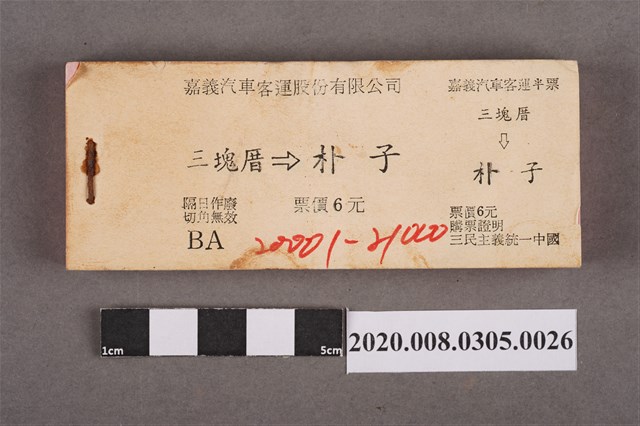 嘉義汽車客運股份有限公司
三塊厝⇨朴子
隔日作廢
切角無效
票價6元
BA
20001-21000
嘉義汽車客運半票
三塊厝
⇩
朴子
票價6元
購票證明
三民主義統一中國
1cm
5cm
2020.008.0305.0026